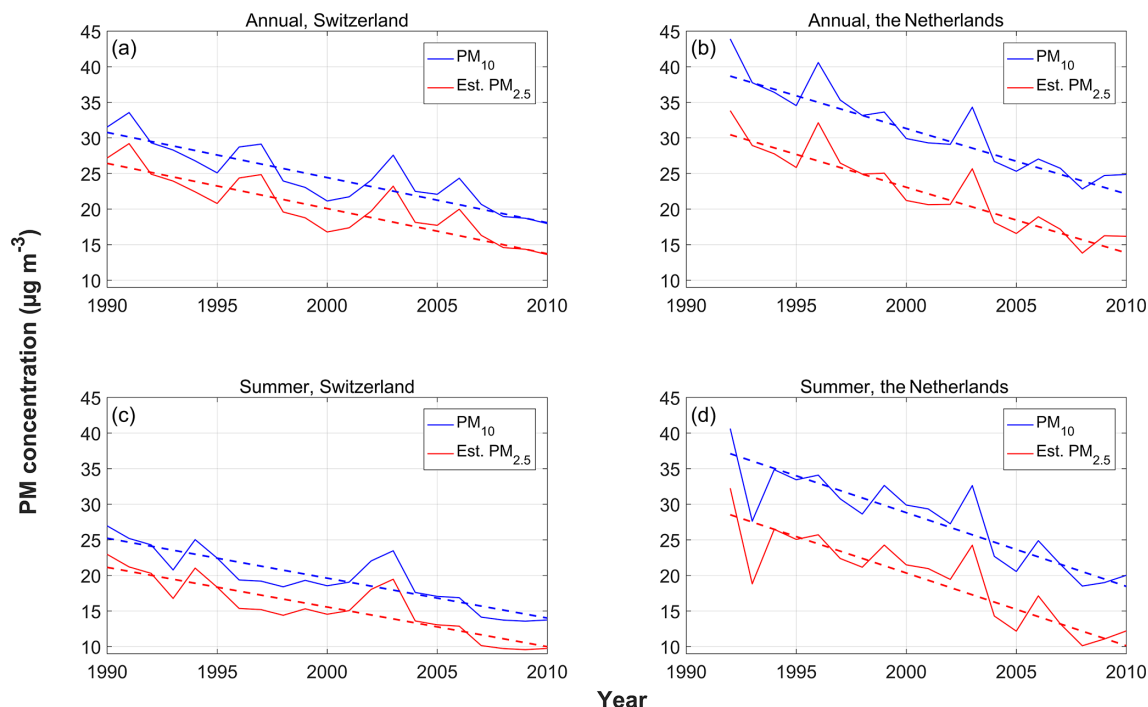 Annual, Switzerland
(a)
PM10
Est. PM2.5
45
40
35
30
25
20
15
10
1990 1995 2000 2005 2010
Annual, the Netherlands
(b)
PM10
Est. PM2.5
45
40
35
30
25
20
15
10
1990 1995 2000 2005 2010
PM concentration (µg m-3)
Summer, Switzerland
(c)
PM10
Est. PM2.5
45
40
35
30
25
20
15
10
1990 1995 2000 2005 2010
Summer, the Netherlands
(d)
PM10
Est. PM2.5
45
40
35
30
25
20
15
10
1990 1995 2000 2005 2010
Year